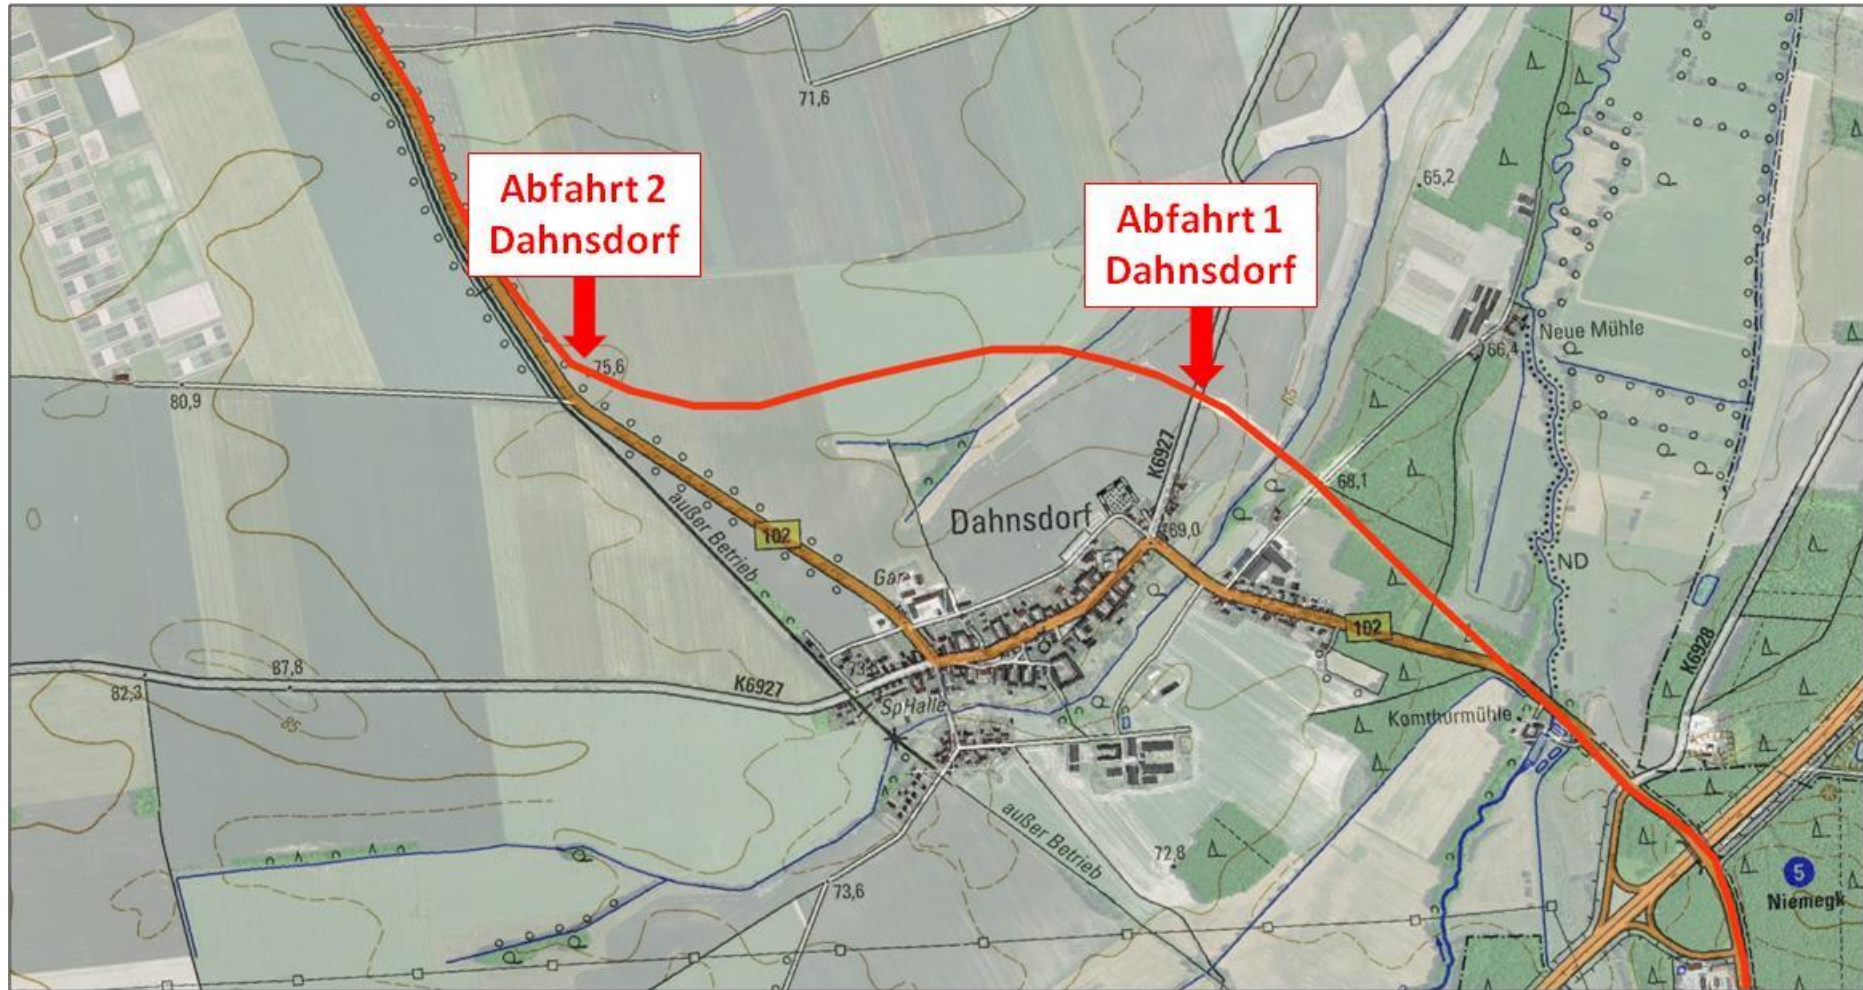 71,6
Abfahrt 2
Dahnsdorf
Abfahrt 1
Dahnsdorf
65,2
P
Neue Mühle
66,4
75,6
80,9
65
K6927
68,1
Dahnsdorf
69,0
außer Betrieb
102
ND
102
K6928
87,8
82,3
K6927
SpHalle
Komthurmühle
85
außer Betrieb
72,8
73,6
5
Niemegk